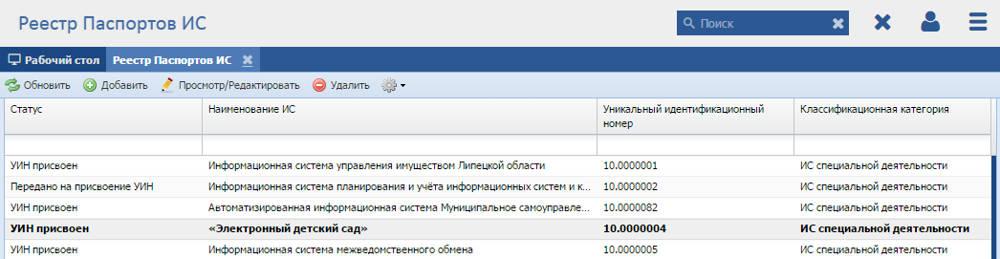 Реестр Паспортов ИС
Поиск
Рабочий стол Реестр Паспортов ИС
Обновить Добавить Просмотр/Редактировать Удалить
Статус Наименование ИС Уникальный идентификационный номер Классификационная категория
УИН присвоен Информационная система управления имуществом Липецкой области 10.0000001 ИС специальной деятельности
Передано на присвоение УИН Информационная система планирования и учёта информационных систем и к... 10.0000002 ИС специальной деятельности
УИН присвоен Автоматизированная информационная система Муниципальное самоуправле... 10.0000082 ИС специальной деятельности
УИН присвоен «Электронный детский сад» 10.0000004 ИС специальной деятельности
УИН присвоен Информационная система межведомственного обмена 10.0000005 ИС специальной деятельности